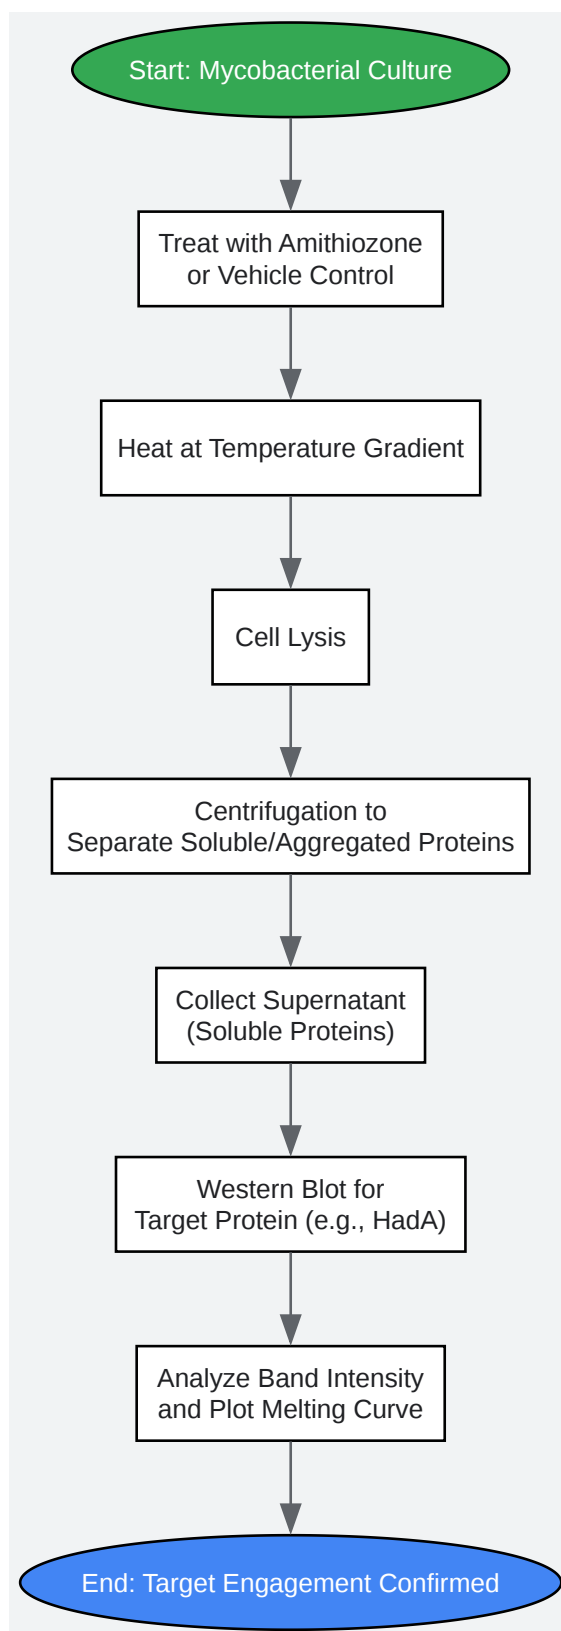 Start: Mycobacterial Culture
Treat with Amithiozone
or Vehicle Control
Heat at Temperature Gradient
Cell Lysis
Centrifugation to
Separate Soluble/Aggregated Proteins
Collect Supernatant
(Soluble Proteins)
Western Blot for
Target Protein (e.g., HadA)
Analyze Band Intensity
and Plot Melting Curve
End: Target Engagement Confirmed